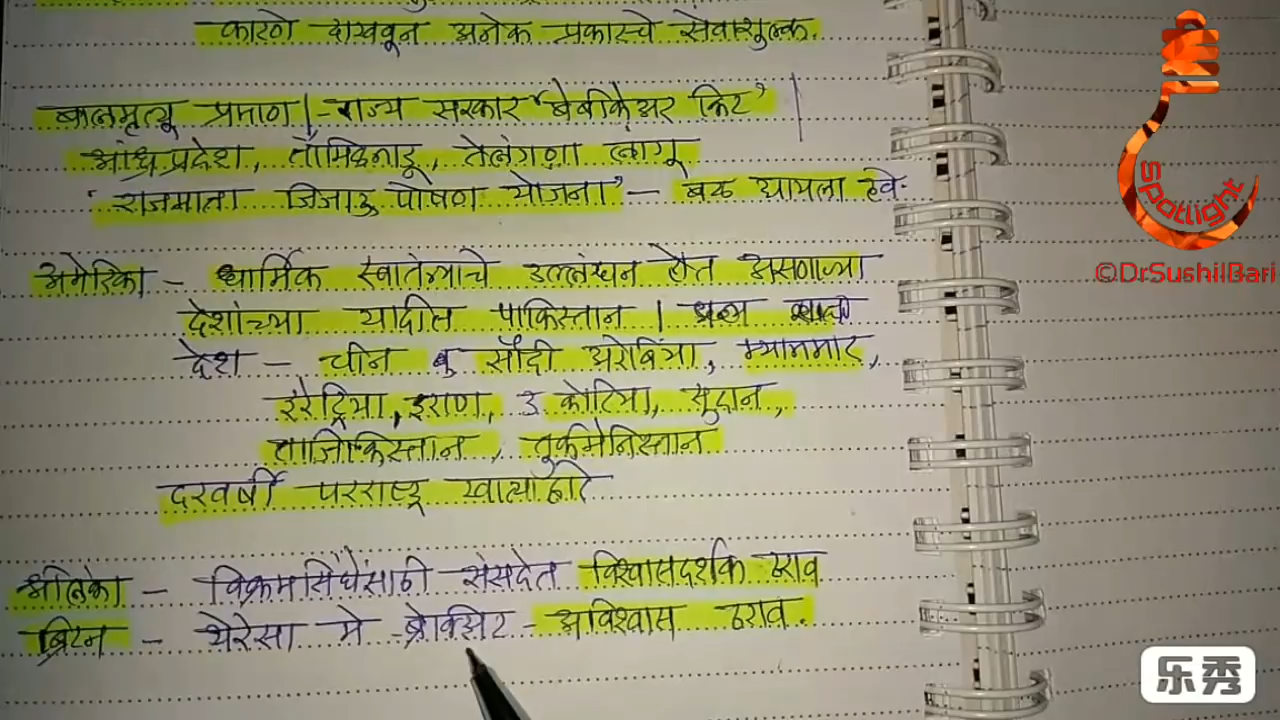 कारणे दाखवून अनेक प्रकारचे सेवाशुल्क.
बालमृत्यू प्रमाण | - राज्य सरकार "बेबीकेअर किट"
आंध्रप्रदेश, तामिळनाडू, तेलंगणा लागू
'राजमाता जिजाऊ पोषण योजना' – बळ यायला हवे.
अमेरिका – धार्मिक स्वातंत्र्याचे उल्लंघन होत असणाऱ्या
देशांच्या यादीत पाकिस्तान | अन्य
देश – चीन व सौदी अरेबिया, म्यानमार,
इरिट्रिया, इराण, उ कोरिया, सुदान,
ताजिकिस्तान, तुर्कमेनिस्तान
दरवर्षी परराष्ट्र खात्याद्वारे
श्रीलंका – विक्रमसिंघेंसाठी संसदेत विश्वासदर्शक ठराव
ब्रिटन – थेरेसा मे - ब्रेक्झिट - अविश्वास ठराव.
Spotlight
©DrSushilBari
乐秀